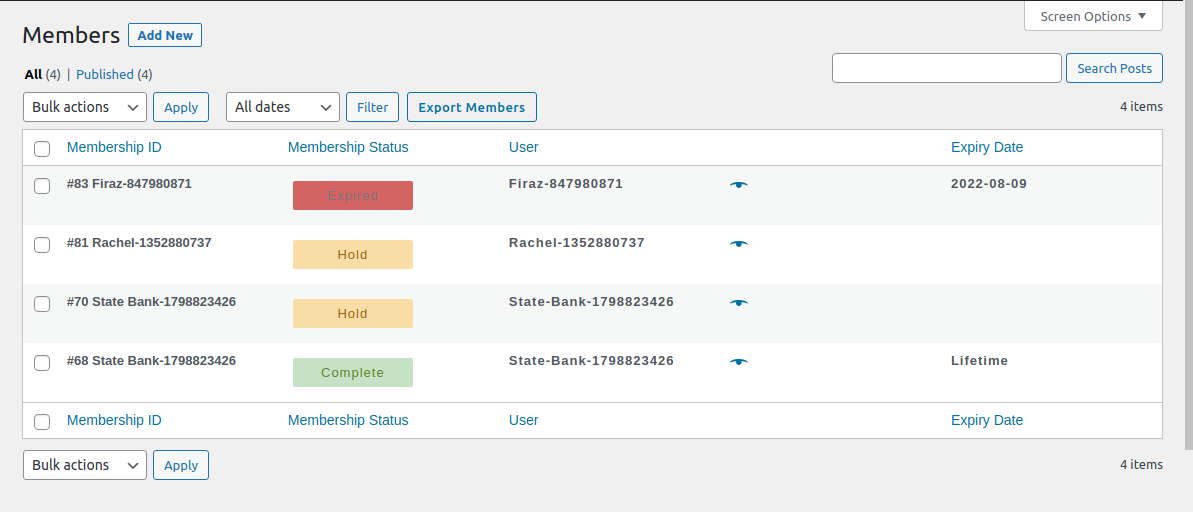 Screen Options
Members Add New
All (4) | Published (4)
Search Posts
Bulk actions Apply All dates Filter Export Members 4 items
Membership ID Membership Status User Expiry Date
#83 Firaz-847980871 Expired Firaz-847980871 2022-08-09
#81 Rachel-1352880737 Hold Rachel-1352880737
#70 State Bank-1798823426 Hold State-Bank-1798823426
#68 State Bank-1798823426 Complete State-Bank-1798823426 Lifetime
Membership ID Membership Status User Expiry Date
Bulk actions Apply 4 items